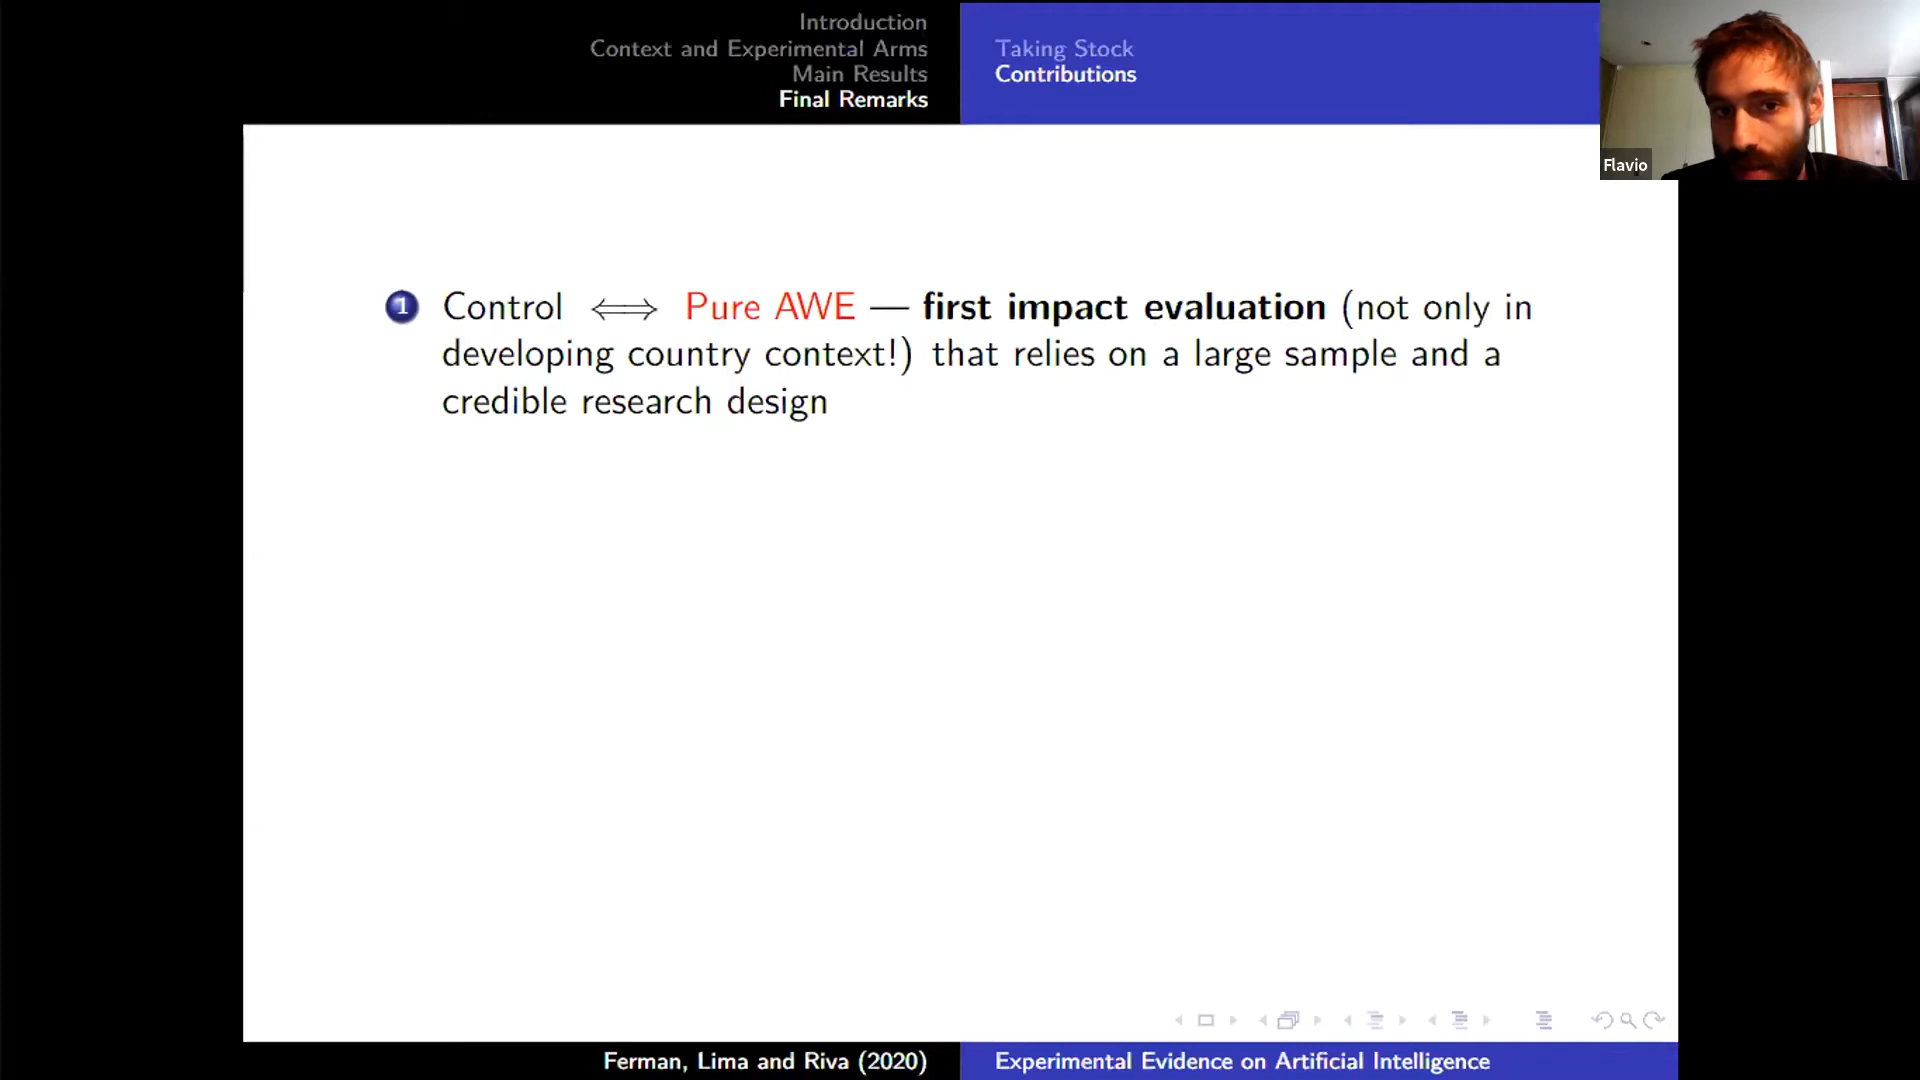 Introduction
Context and Experimental Arms
Main Results
Final Remarks
Taking Stock
Contributions
Flavio
1 Control ⟺ Pure AWE — first impact evaluation (not only in
developing country context!) that relies on a large sample and a
credible research design
Ferman, Lima and Riva (2020)
Experimental Evidence on Artificial Intelligence